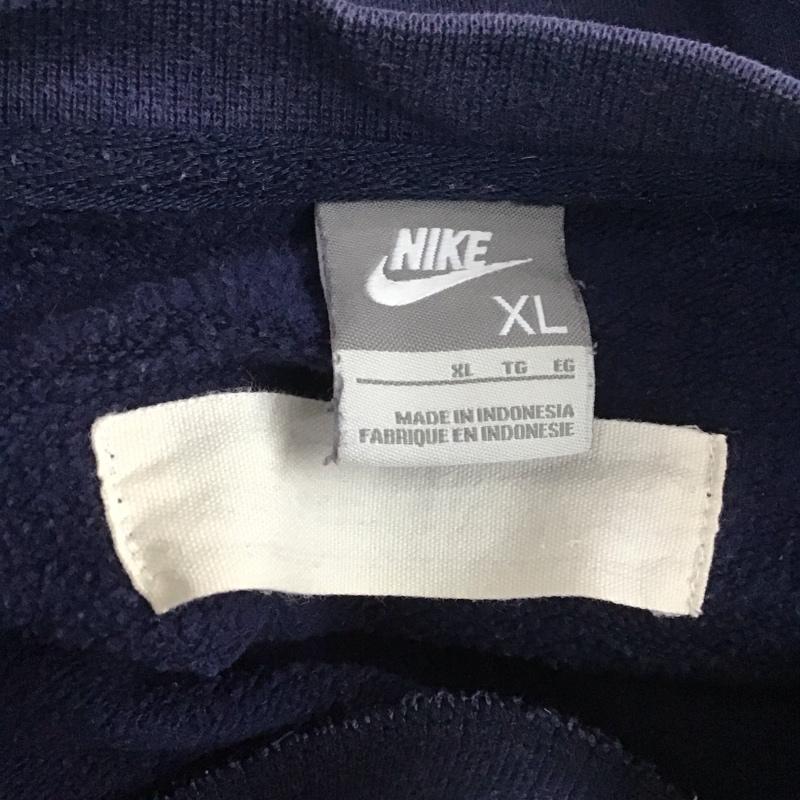 NIKE
XL
XL TG EG
MADE IN INDONESIA
FABRIQUE EN INDONESIE